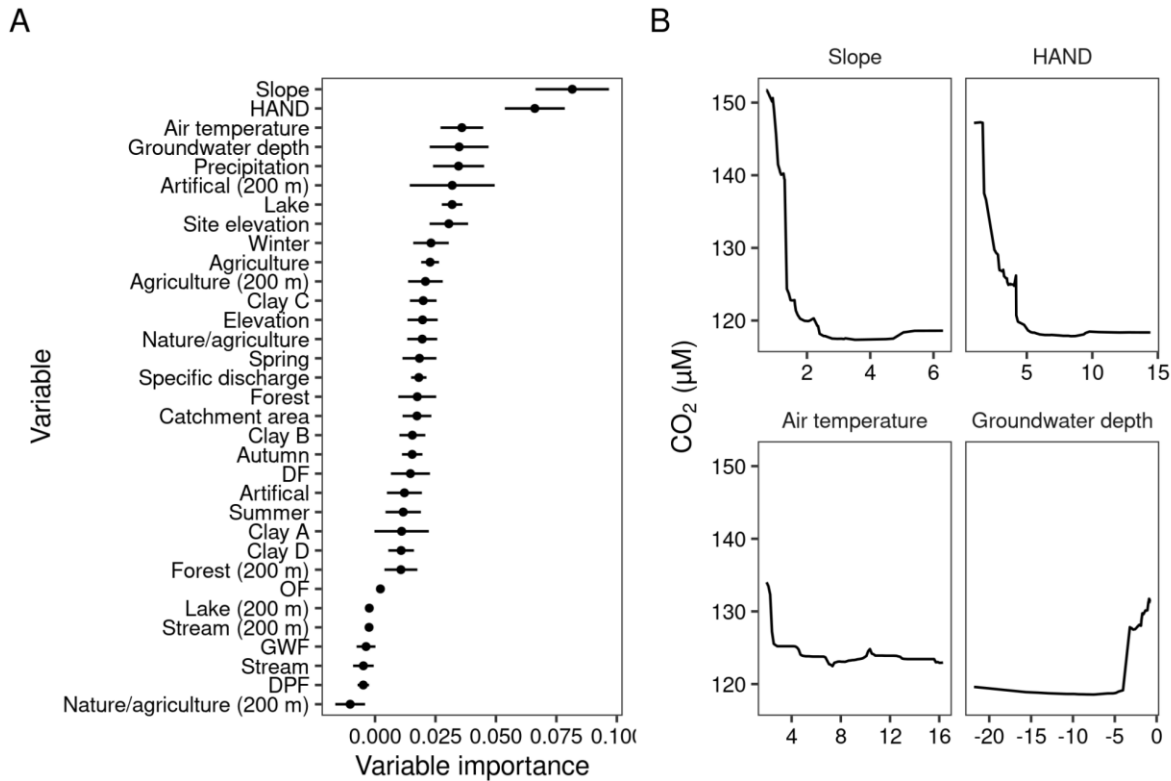 A
Variable
Slope
HAND
Air temperature
Groundwater depth
Precipitation
Artifical (200 m)
Lake
Site elevation
Winter
Agriculture
Agriculture (200 m)
Clay C
Elevation
Nature/agriculture
Spring
Specific discharge
Forest
Catchment area
Clay B
Autumn
DF
Artifical
Summer
Clay A
Clay D
Forest (200 m)
OF
Lake (200 m)
Stream (200 m)
GWF
Stream
DPF
Nature/agriculture (200 m)
0.000 0.025 0.050 0.075 0.100
Variable importance
B
CO₂ (µM)
Slope HAND
150
140
130
120
2 4 6
5 10 15
Air temperature Groundwater depth
150
140
130
120
4 8 12 16
-20 -15 -10 -5 0